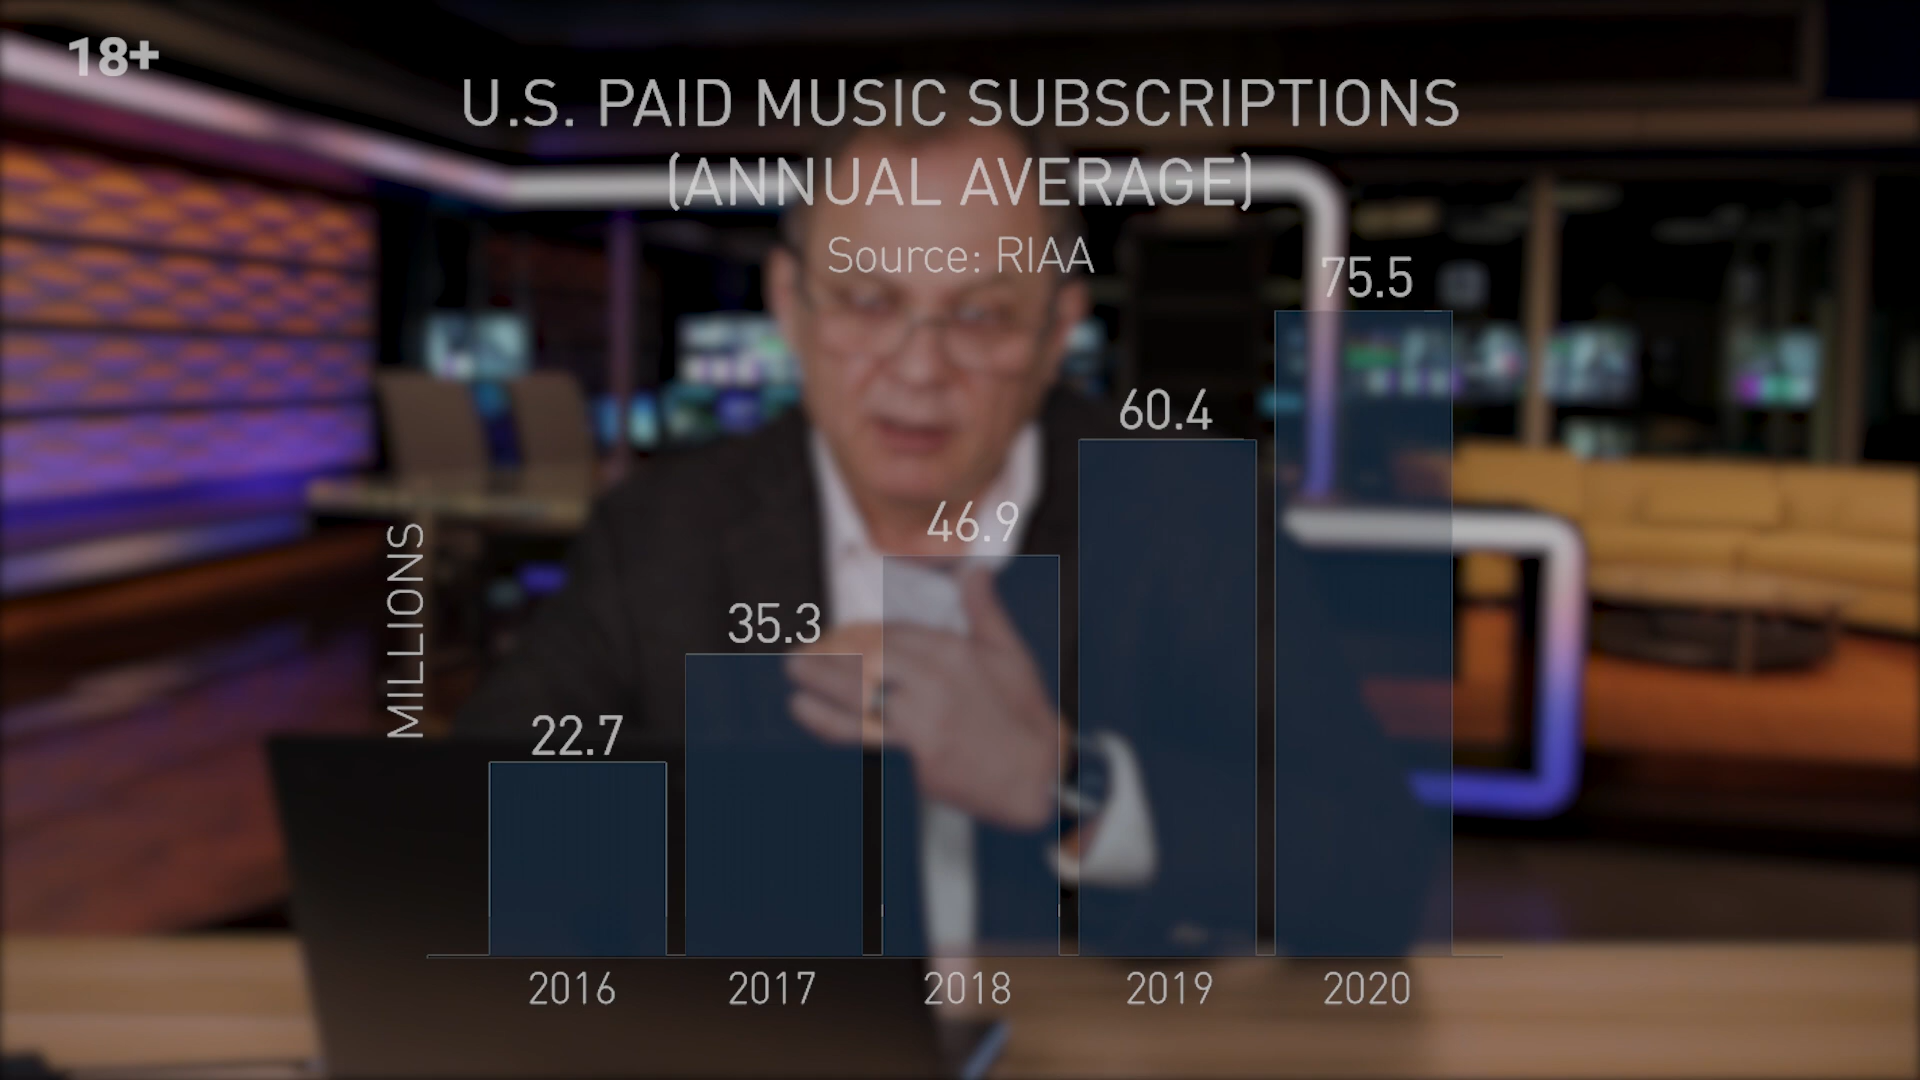 18+
U.S. PAID MUSIC SUBSCRIPTIONS
(ANNUAL AVERAGE)
Source: RIAA
75.5
60.4
46.9
35.3
22.7
MILLIONS
2016 2017 2018 2019 2020